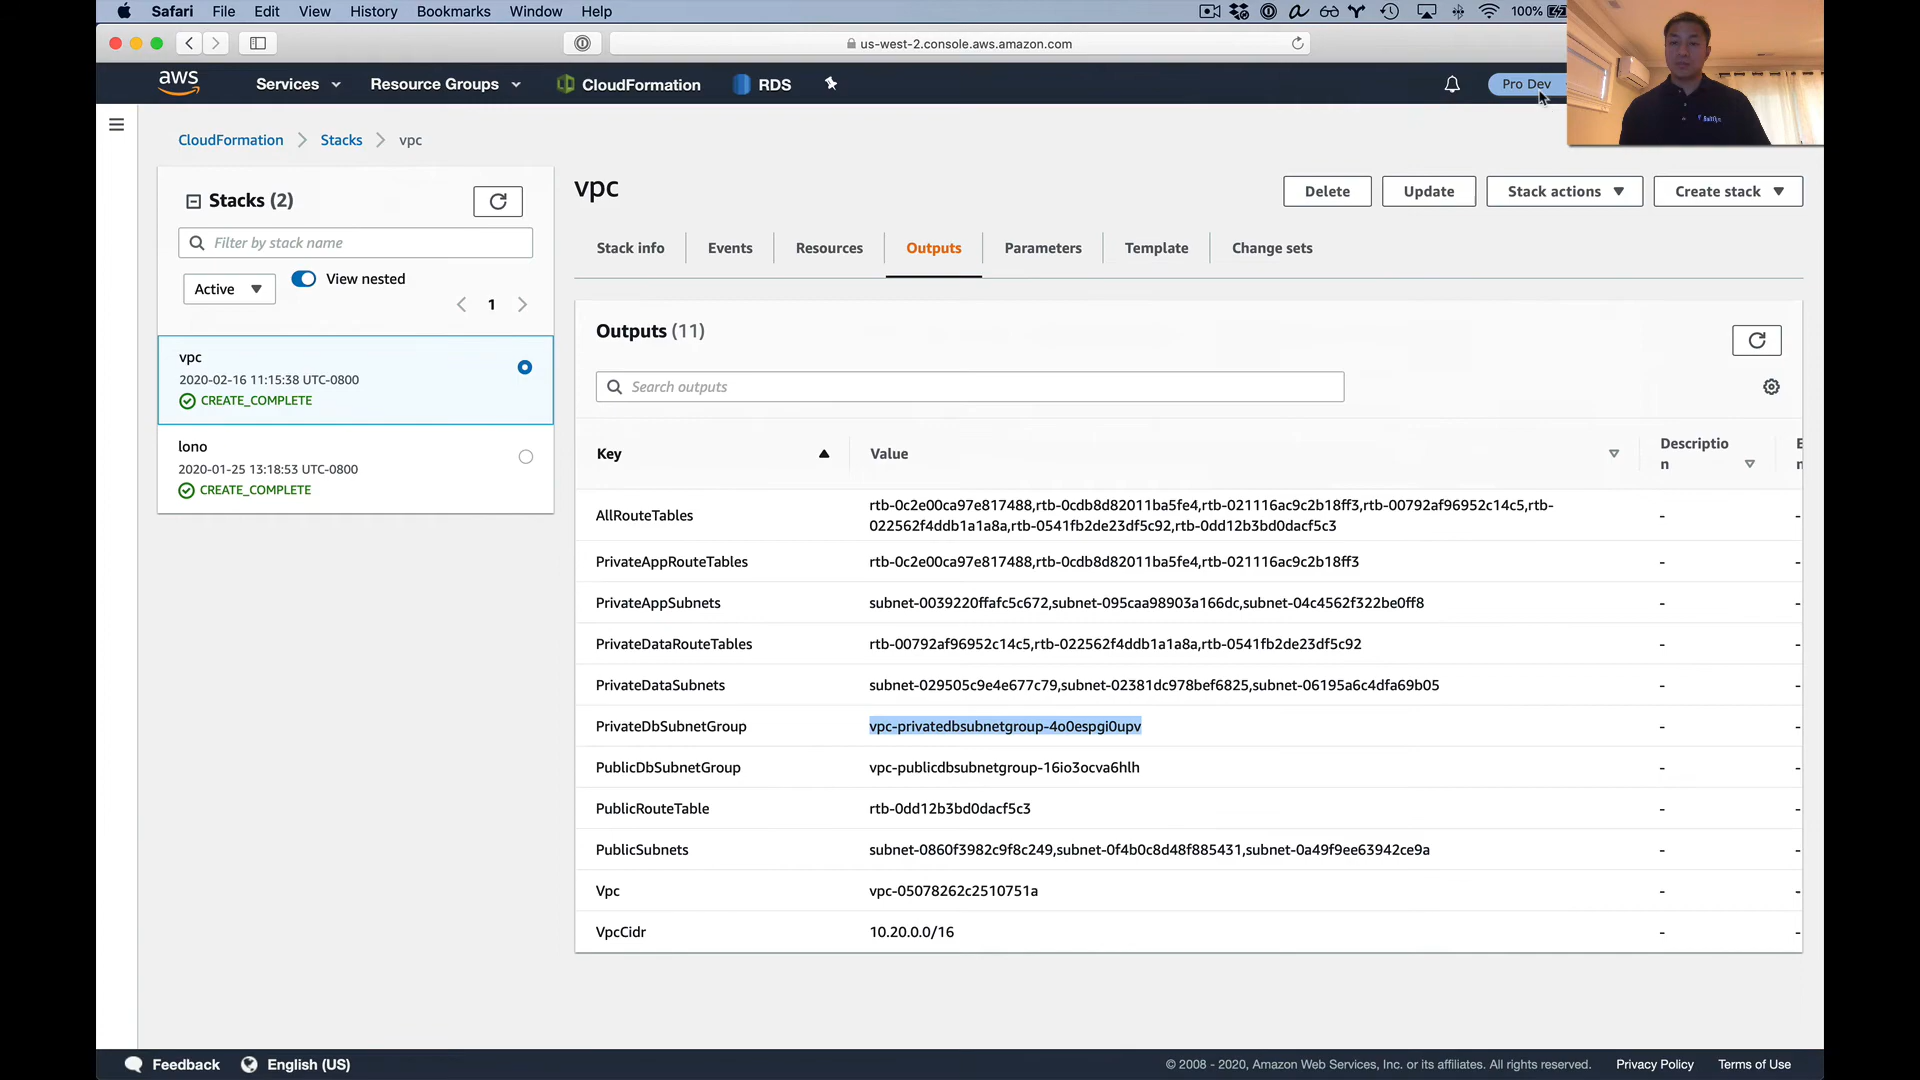 Safari File Edit View History Bookmarks Window Help 100%
us-west-2.console.aws.amazon.com
aws Services Resource Groups CloudFormation RDS Pro Dev
CloudFormation Stacks vpc
Stacks (2)
Filter by stack name
Active View nested
1
vpc
2020-02-16 11:15:38 UTC-0800
CREATE_COMPLETE
lono
2020-01-25 13:18:53 UTC-0800
CREATE_COMPLETE
vpc
Delete Update Stack actions Create stack
Stack info Events Resources Outputs Parameters Template Change sets
Outputs (11)
Search outputs
Key Value Descriptio
n
AllRouteTables rtb-0c2e00ca97e817488,rtb-0cdb8d82011ba5fe4,rtb-021116ac9c2b18ff3,rtb-00792af96952c14c5,rtb-
022562f4ddb1a1a8a,rtb-0541fb2de23df5c92,rtb-0dd12b3bd0dacf5c3 - -
PrivateAppRouteTables rtb-0c2e00ca97e817488,rtb-0cdb8d82011ba5fe4,rtb-021116ac9c2b18ff3 - -
PrivateAppSubnets subnet-0039220ffafc5c672,subnet-095caa98903a166dc,subnet-04c4562f322be0ff8 - -
PrivateDataRouteTables rtb-00792af96952c14c5,rtb-022562f4ddb1a1a8a,rtb-0541fb2de23df5c92 - -
PrivateDataSubnets subnet-029505c9e4e677c79,subnet-02381dc978bef6825,subnet-06195a6c4dfa69b05 - -
PrivateDbSubnetGroup vpc-privatedbsubnetgroup-4o0espgi0upv - -
PublicDbSubnetGroup vpc-publicdbsubnetgroup-16io3ocva6hlh - -
PublicRouteTable rtb-0dd12b3bd0dacf5c3 - -
PublicSubnets subnet-0860f3982c9f8c249,subnet-0f4b0c8d48f885431,subnet-0a49f9ee63942ce9a - -
Vpc vpc-05078262c2510751a - -
VpcCidr 10.20.0.0/16 - -
Feedback English (US) © 2008 - 2020, Amazon Web Services, Inc. or its affiliates. All rights reserved. Privacy Policy Terms of Use